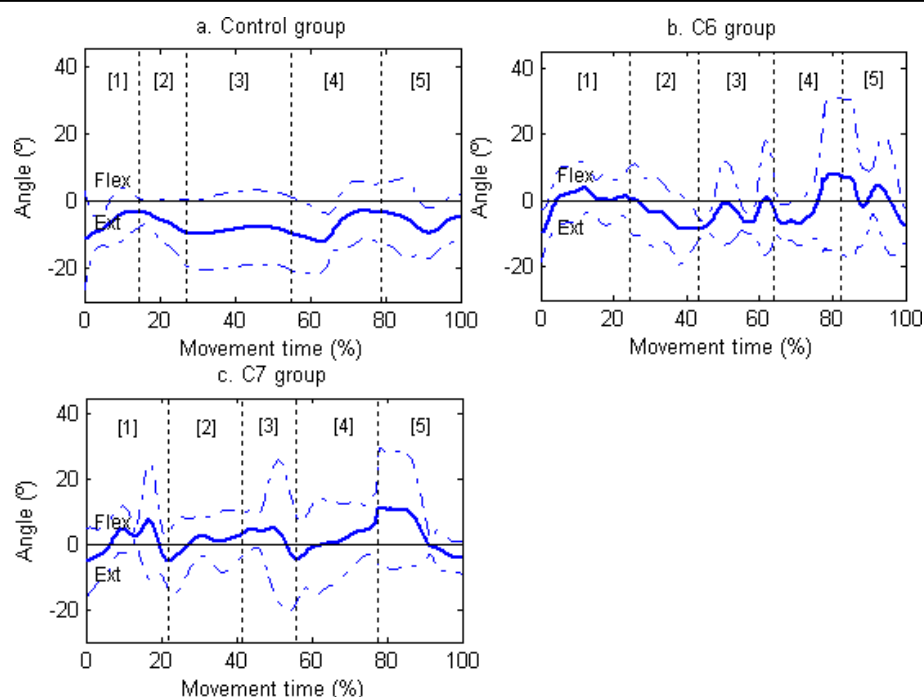 a. Control group
40
20
0
-20
Angle (º)
[1] [2] [3] [4] [5]
Flex
Ext
0 20 40 60 80 100
Movement time (%)
b. C6 group
40
20
0
-20
Angle (º)
[1] [2] [3] [4] [5]
Flex
Ext
0 20 40 60 80 100
Movement time (%)
c. C7 group
40
20
0
-20
Angle (º)
[1] [2] [3] [4] [5]
Flex
Ext
0 20 40 60 80 100
Movement time (%)